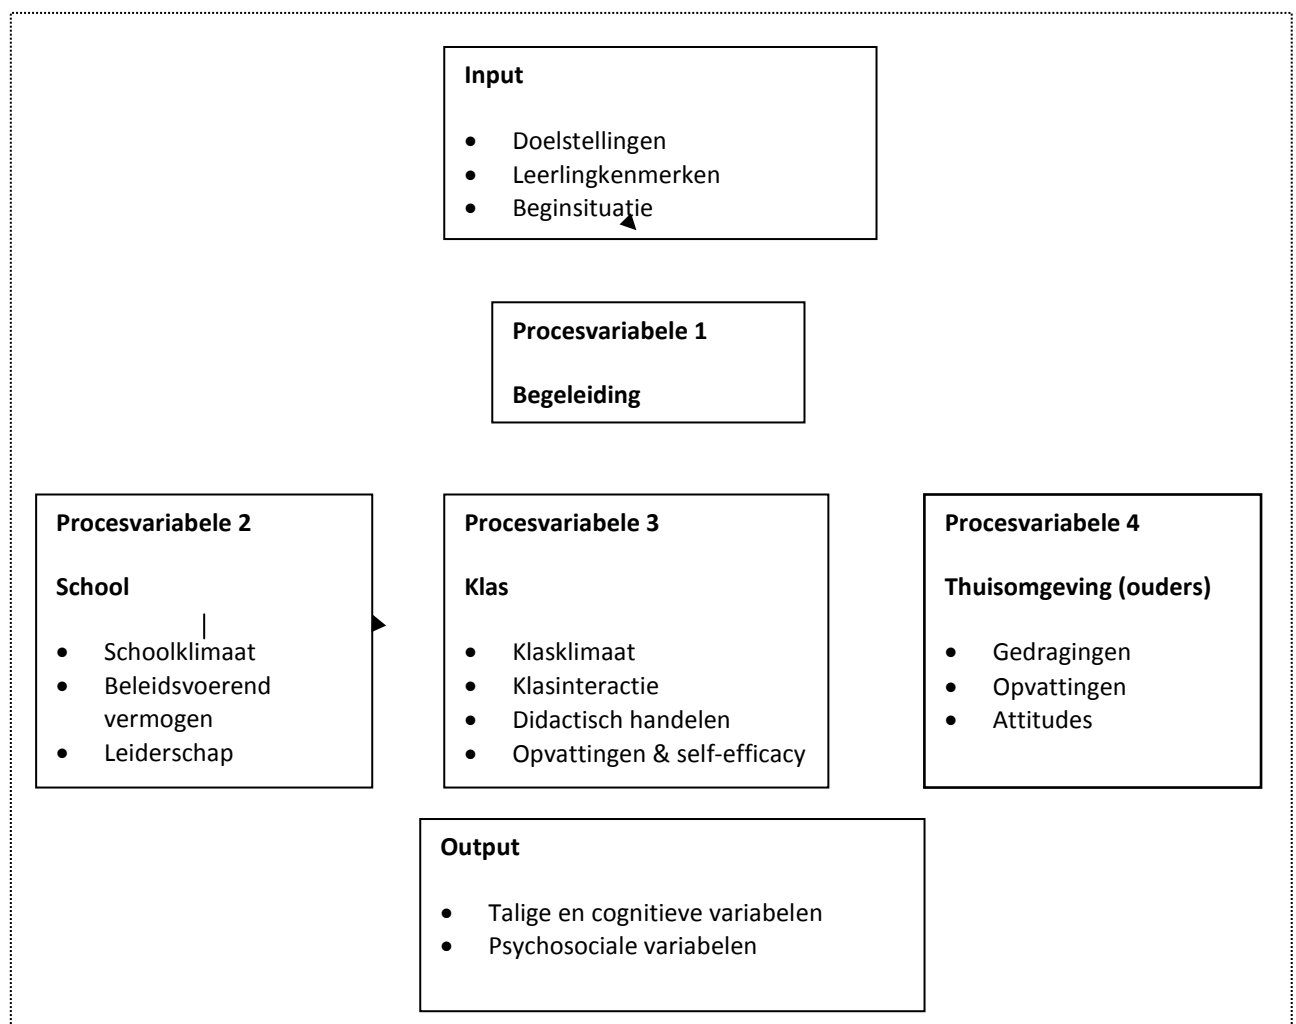 Input
• Doelstellingen
• Leerlingkenmerken
• Beginsituatie
Procesvariabele 1
Begeleiding
Procesvariabele 2
School
• Schoolklimaat
• Beleidsvoerend
vermogen
• Leiderschap
Procesvariabele 3
Klas
• Klasklimaat
• Klasinteractie
• Didactisch handelen
• Opvattingen & self-efficacy
Procesvariabele 4
Thuisomgeving (ouders)
• Gedragingen
• Opvattingen
• Attitudes
Output
• Talige en cognitieve variabelen
• Psychosociale variabelen